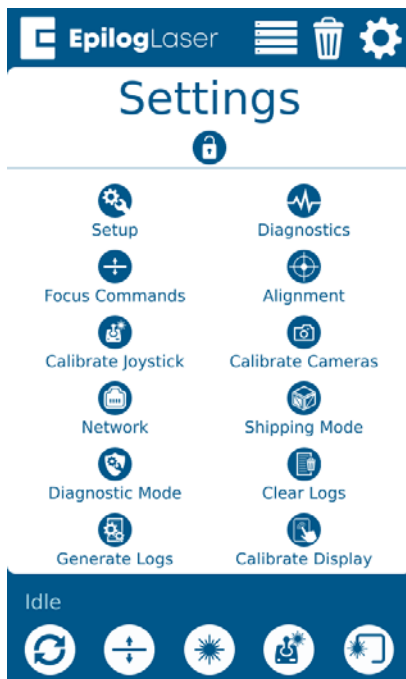 EpilogLaser
Settings
Setup
Diagnostics
Focus Commands
Alignment
Calibrate Joystick
Calibrate Cameras
Network
Shipping Mode
Diagnostic Mode
Clear Logs
Generate Logs
Calibrate Display
Idle